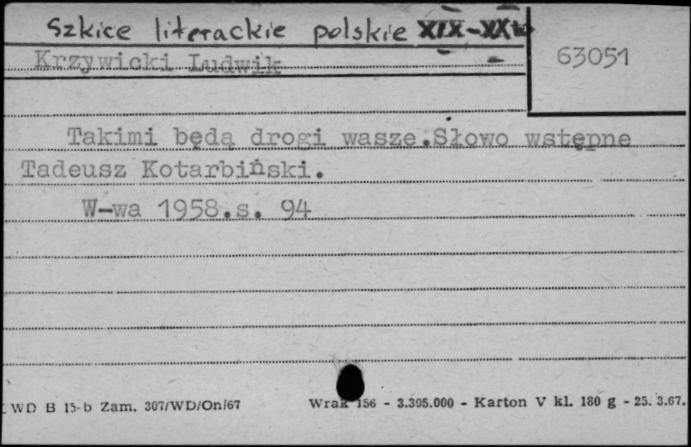 Szkice literackie polskie XIX-XX w
63051
Krzywicki Ludwik
Takimi będą drogi wasze.Słowo wstępne
Tadeusz Kotarbiński.
W-wa 1958.s. 94
WD B 15-b Zam. 307/WD/On/67 Wrak 156 - 3.395.000 - Karton V kl. 180 g - 25. 3.67.